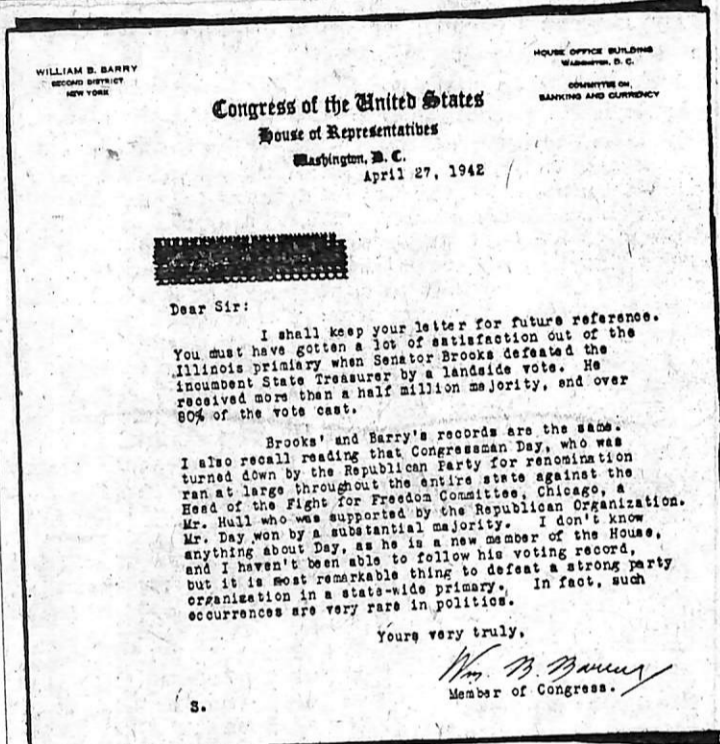 WILLIAM B. BARRY
SECOND DISTRICT
NEW YORK
HOUSE OFFICE BUILDING
WASHINGTON, D. C.
COMMITTEE ON
BANKING AND CURRENCY
Congress of the United States
House of Representatives
Washington, D. C.
April 27, 1942
Dear Sir:
I shall keep your letter for future reference.
You must have gotten a lot of satisfaction out of the
Illinois primiary when Senator Brooks defeated the
incumbent State Treasurer by a landside vote. He
received more than a half million majority, and over
80% of the vote cast.
Brooks' and Barry's records are the same.
I also recall reading that Congressman Day, who was
turned down by the Republican Party for renomination
ran at large throughout the entire state against the
Head of the Fight for Freedom Committee, Chicago, a
Mr. Hull who was supported by the Republican Organization.
Mr. Day won by a substantial majority. I don't know
anything about Day, as he is a new member of the House,
and I haven't been able to follow his voting record,
but it is most remarkable thing to defeat a strong party
organization in a state-wide primary. In fact, such
occurrences are very rare in politics.
Yours very truly,
Wm. B. Barry
Member of Congress.
S.